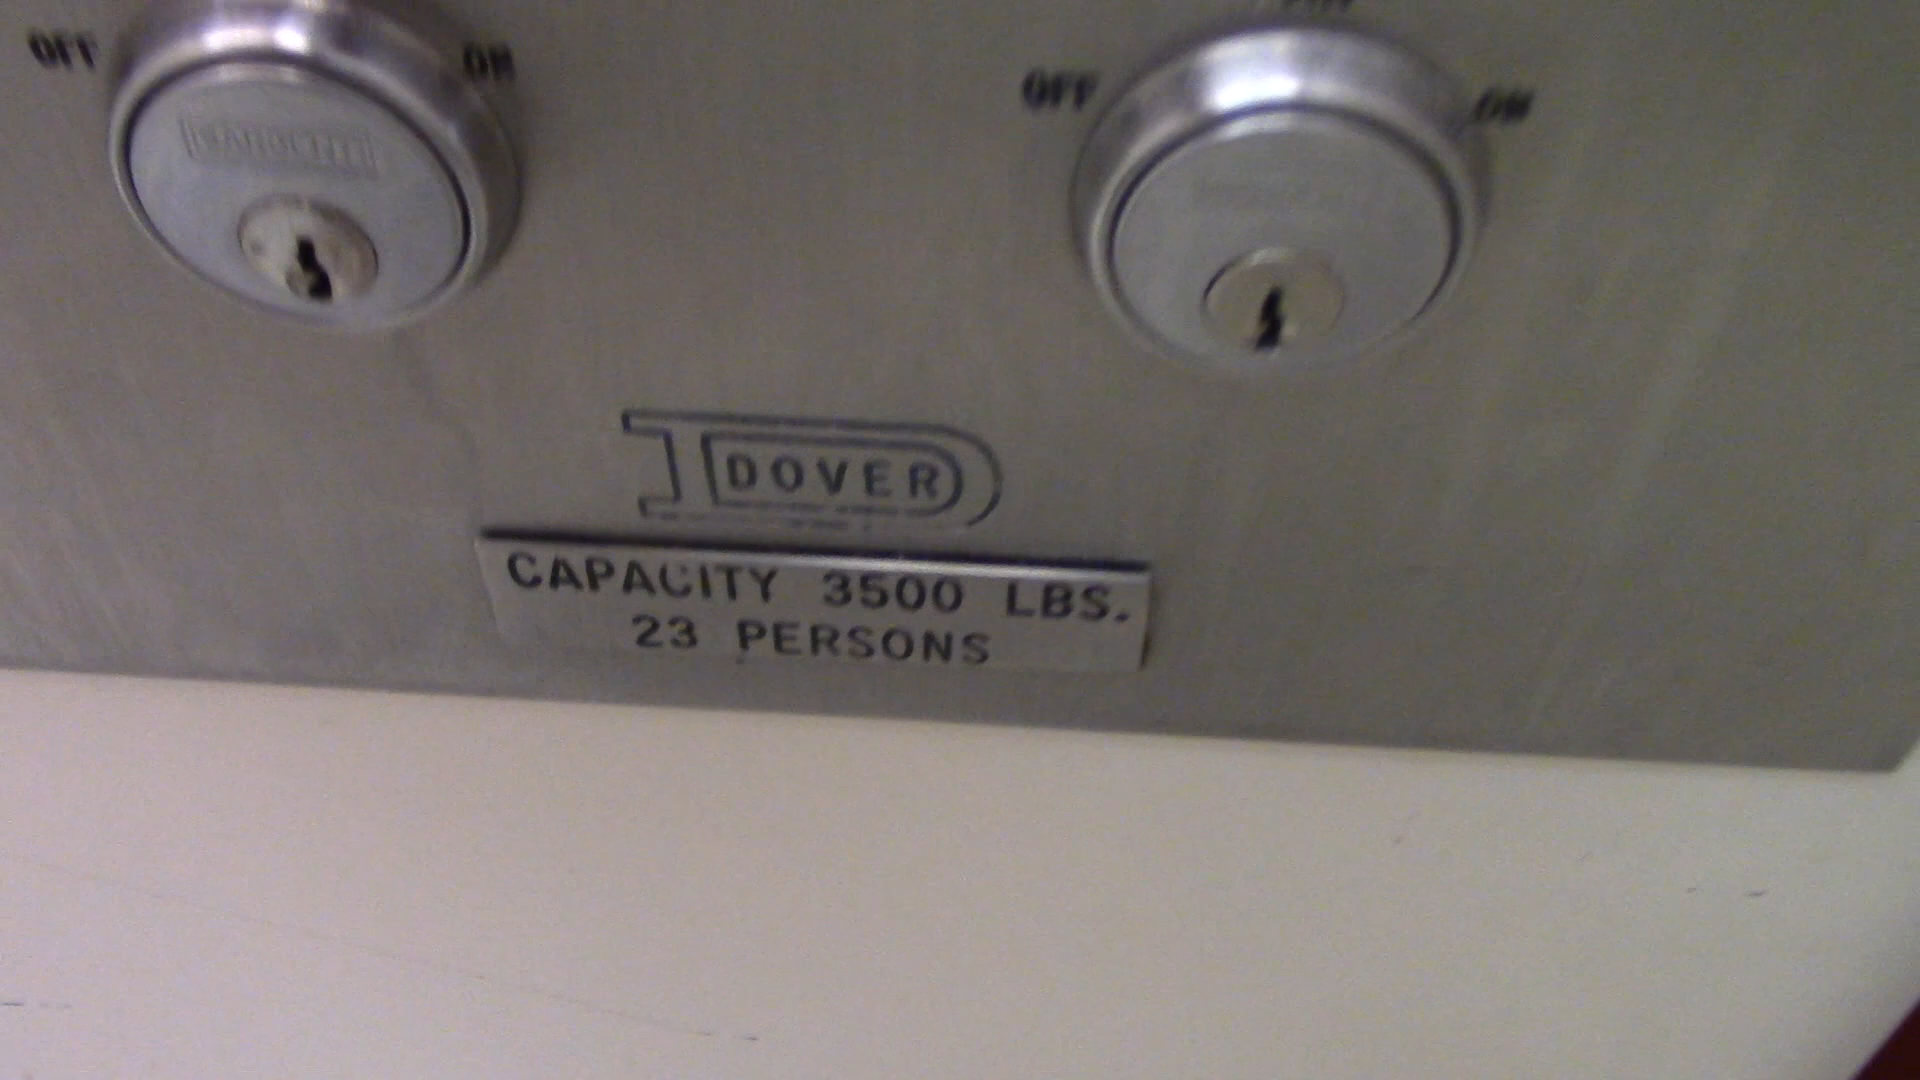 OFF ON
OFF ON
DOVER
CAPACITY 3500 LBS.
23 PERSONS